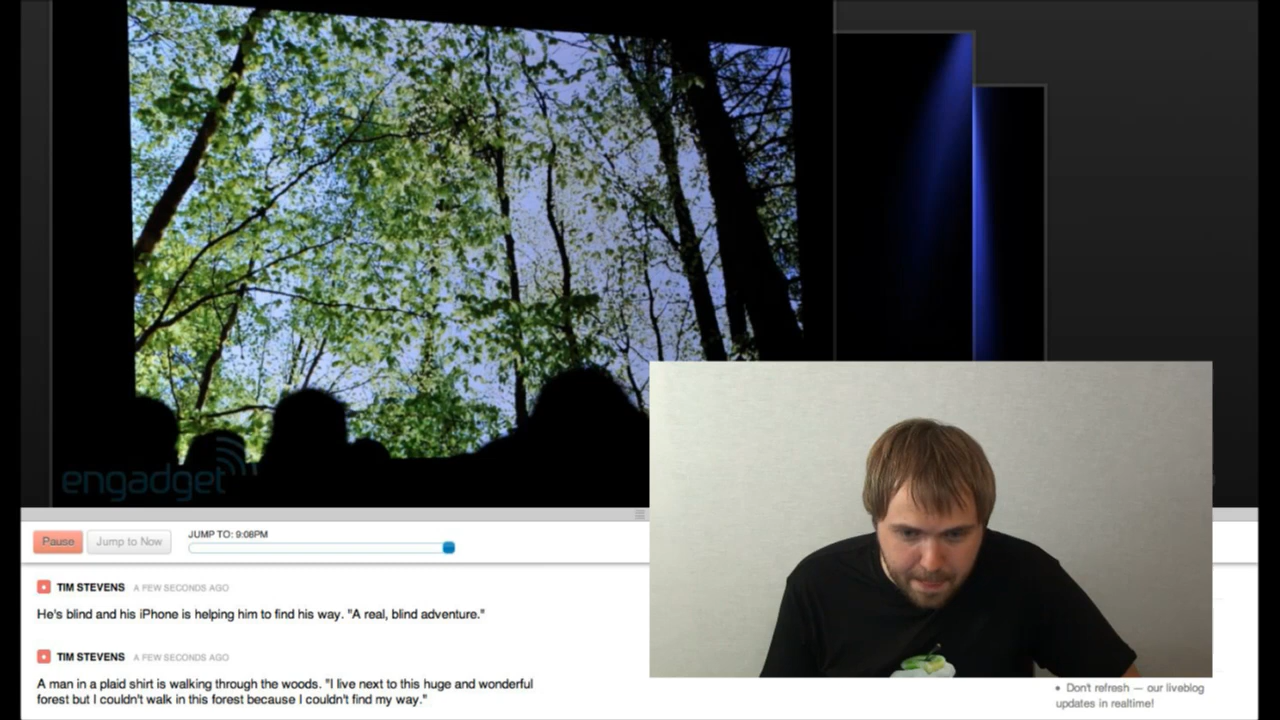 engadget
Pause
Jump to Now
JUMP TO: 9:08PM
TIM STEVENS A FEW SECONDS AGO
He's blind and his iPhone is helping him to find his way. "A real, blind adventure."
TIM STEVENS A FEW SECONDS AGO
A man in a plaid shirt is walking through the woods. "I live next to this huge and wonderful
forest but I couldn't walk in this forest because I couldn't find my way."
• Don't refresh — our liveblog
updates in realtime!